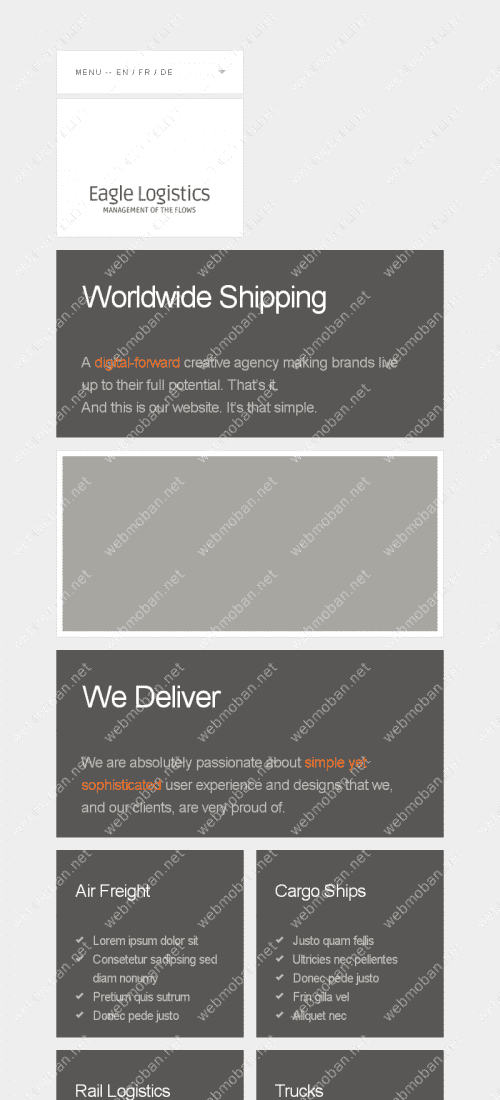 MENU -- EN / FR / DE
Eagle Logistics
MANAGEMENT OF THE FLOWS
Worldwide Shipping
A digital-forward creative agency making brands live
up to their full potential. That's it.
And this is our website. It's that simple.
We Deliver
We are absolutely passionate about simple yet
sophisticated user experience and designs that we,
and our clients, are very proud of.
Air Freight
Lorem ipsum dolor sit
Consetetur sadipsing sed
diam nonumy
Pretium quis sutrum
Donec pede justo
Cargo Ships
Justo quam fellis
Ultricies nec pellentes
Donec pede justo
Fringilla vel
Aliquet nec
Rail Logistics
Trucks
webmoban.net